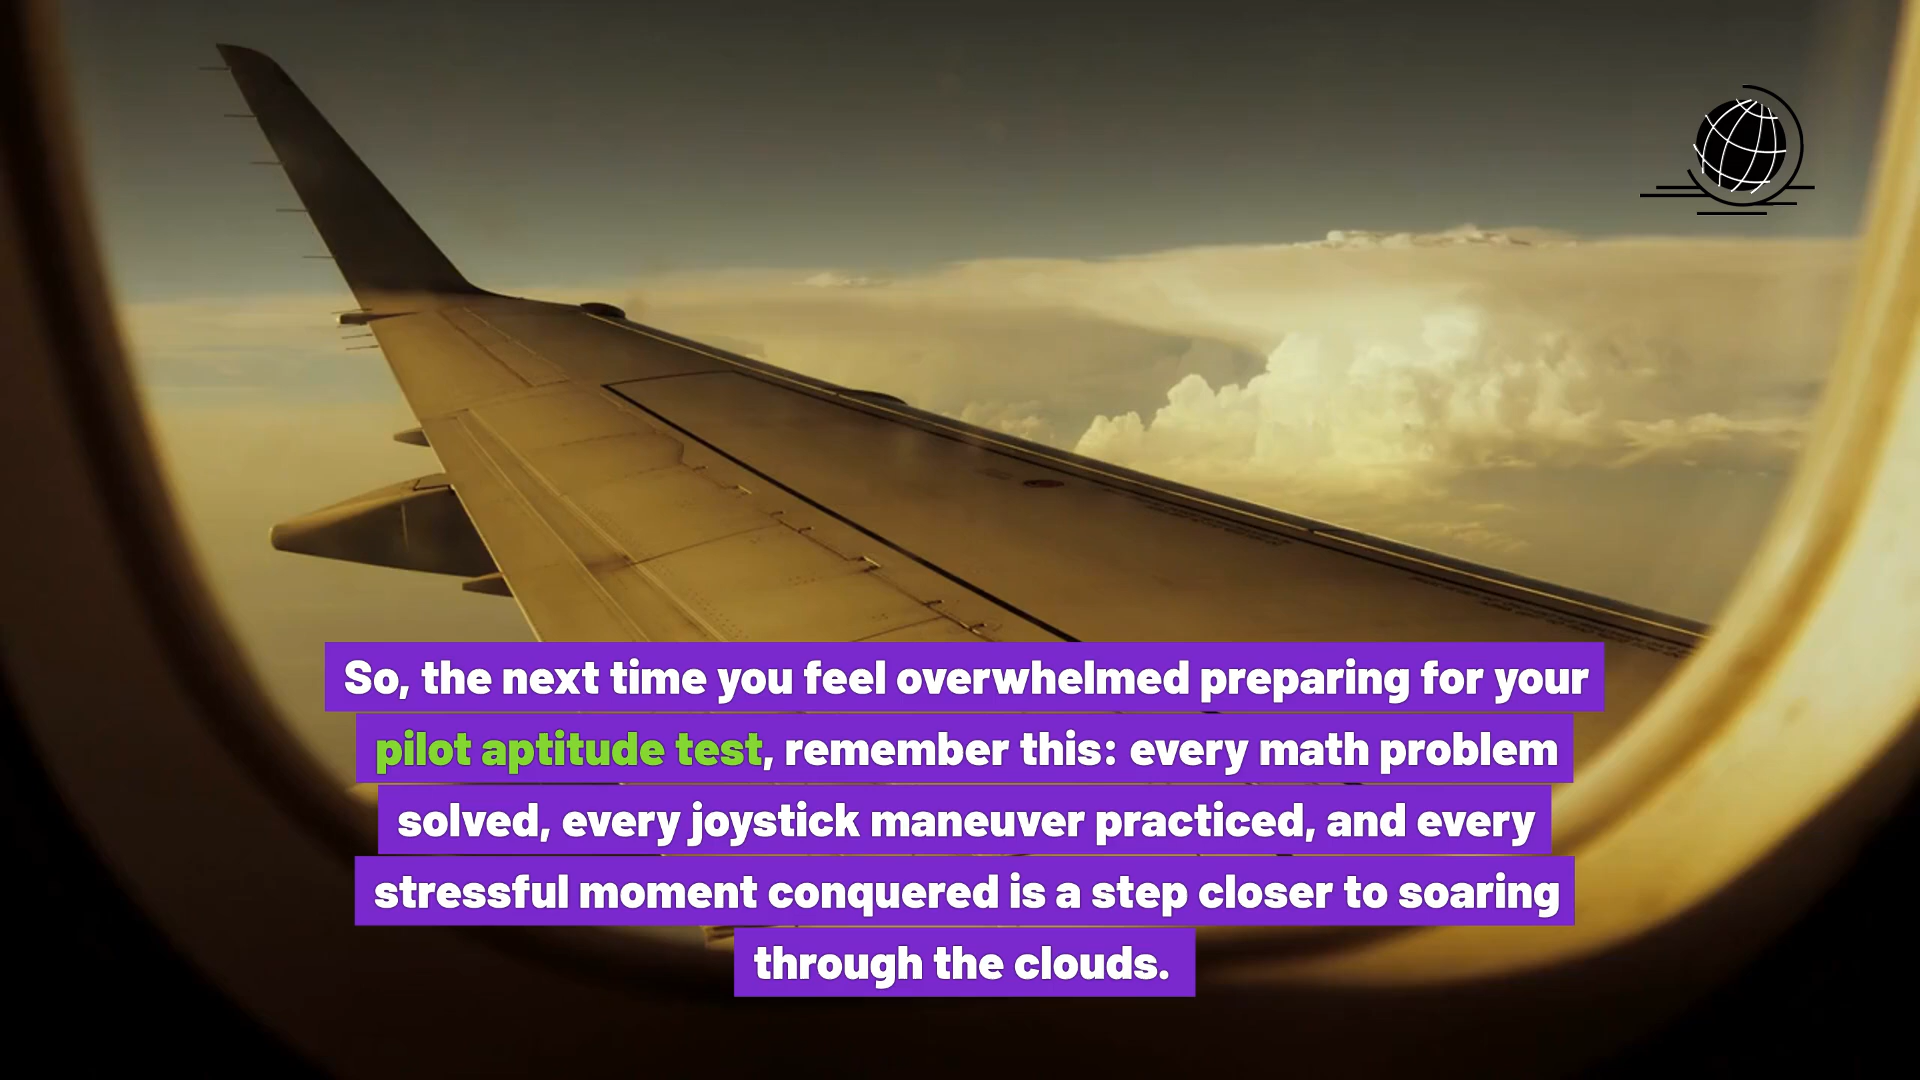 So, the next time you feel overwhelmed preparing for your
pilot aptitude test, remember this: every math problem
solved, every joystick maneuver practiced, and every
stressful moment conquered is a step closer to soaring
through the clouds.